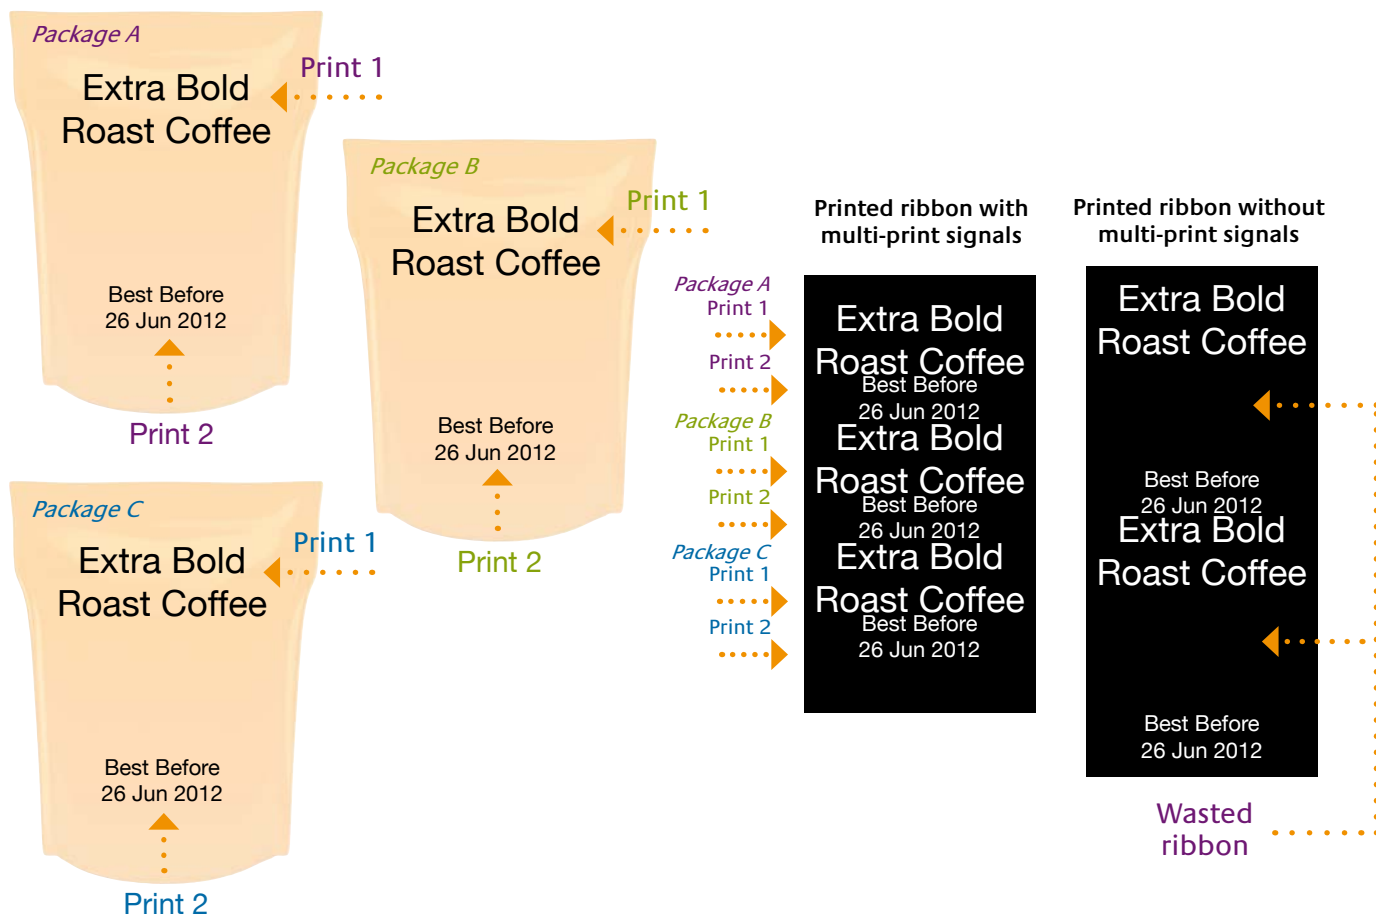 Package A
Print 1
Extra Bold
Roast Coffee
Best Before
26 Jun 2012
Print 2
Package B
Print 1
Extra Bold
Roast Coffee
Best Before
26 Jun 2012
Print 2
Package C
Print 1
Extra Bold
Roast Coffee
Best Before
26 Jun 2012
Print 2
Printed ribbon with
multi-print signals
Package A
Print 1
Print 2
Package B
Print 1
Print 2
Package C
Print 1
Print 2
Extra Bold
Roast Coffee
Best Before
26 Jun 2012
Extra Bold
Roast Coffee
Best Before
26 Jun 2012
Extra Bold
Roast Coffee
Best Before
26 Jun 2012
Printed ribbon without
multi-print signals
Extra Bold
Roast Coffee
Best Before
26 Jun 2012
Extra Bold
Roast Coffee
Best Before
26 Jun 2012
Wasted
ribbon